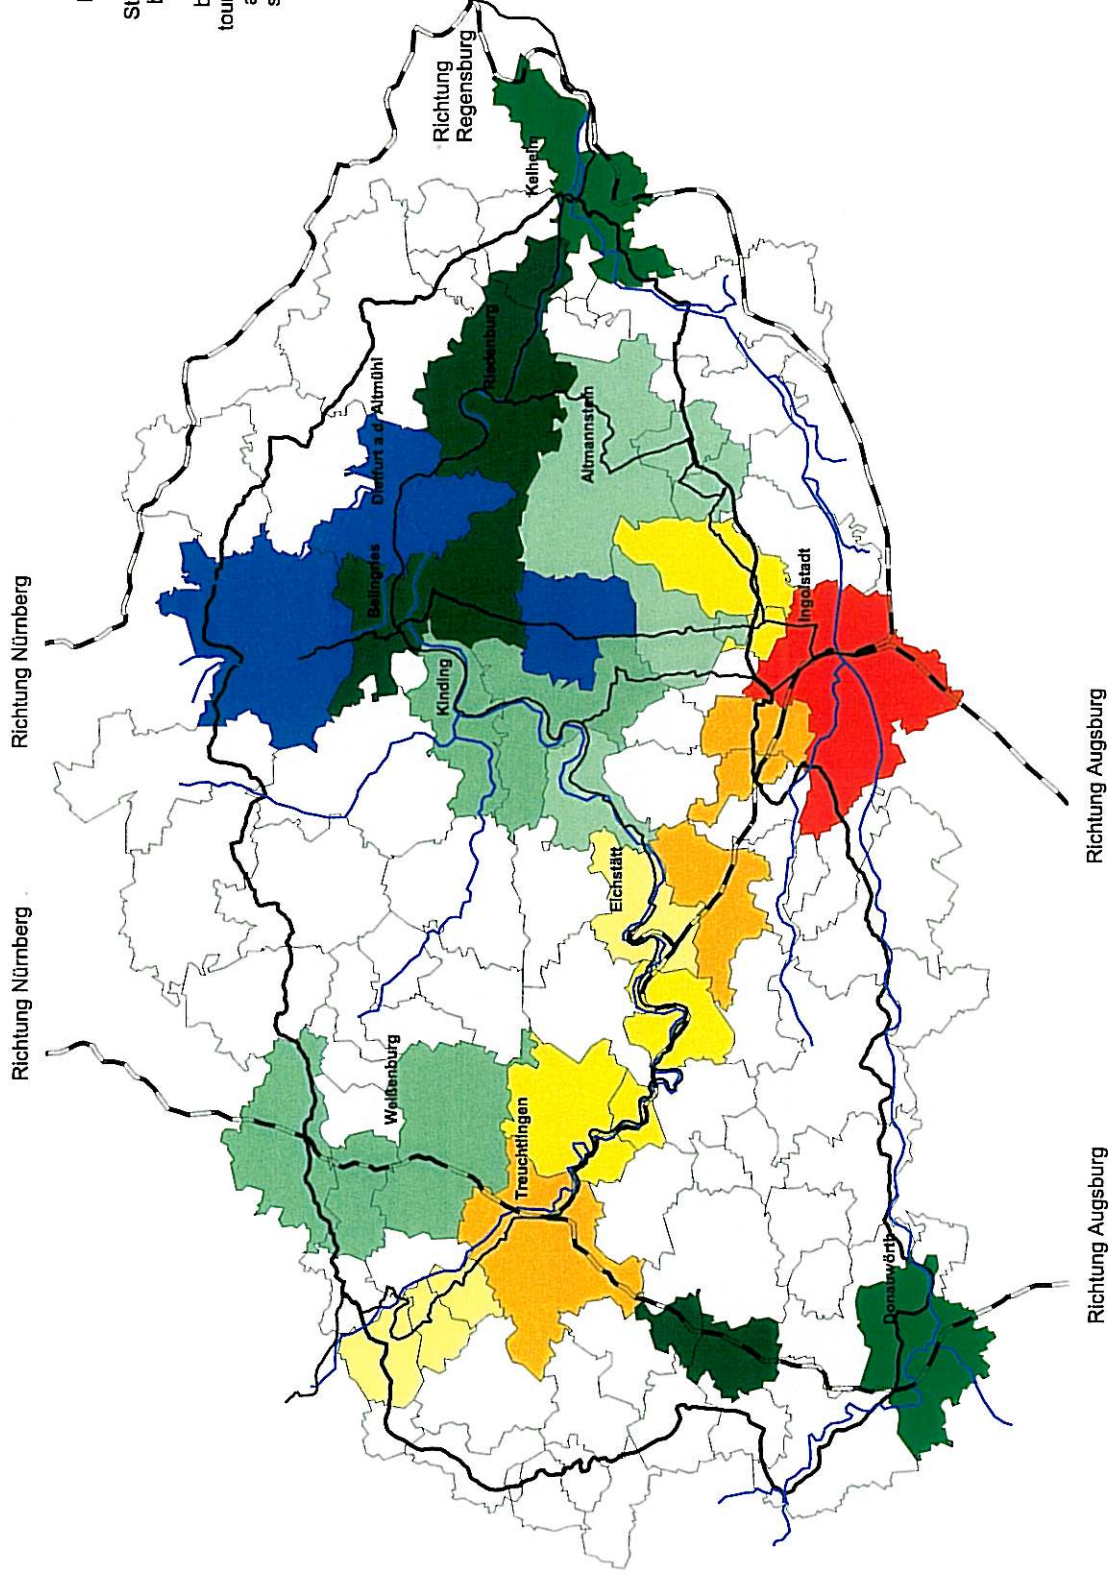 Richtung Nürnberg
Richtung Nürnberg
Richtung
Regensburg
Kelheim
Riedenburg
Dietfurt a.d. Altmühl
Altmannstein
Beilngries
Kinding
Ingolstadt
Eichstätt
Weißenburg
Treuchtlingen
Donauwörth
Richtung Augsburg
Richtung Augsburg